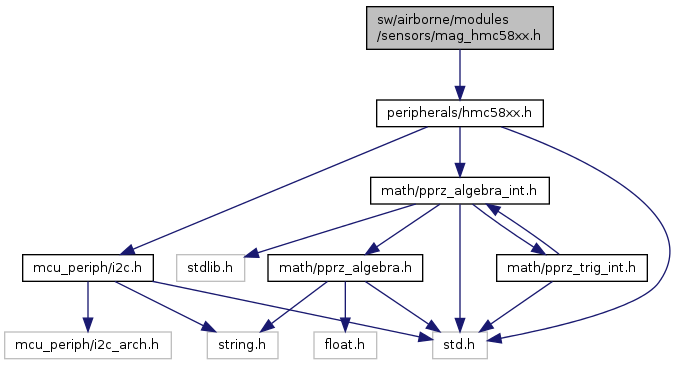 sw/airborne/modules
/sensors/mag_hmc58xx.h
peripherals/hmc58xx.h
math/pprz_algebra_int.h
mcu_periph/i2c.h
stdlib.h
math/pprz_algebra.h
math/pprz_trig_int.h
mcu_periph/i2c_arch.h
string.h
float.h
std.h